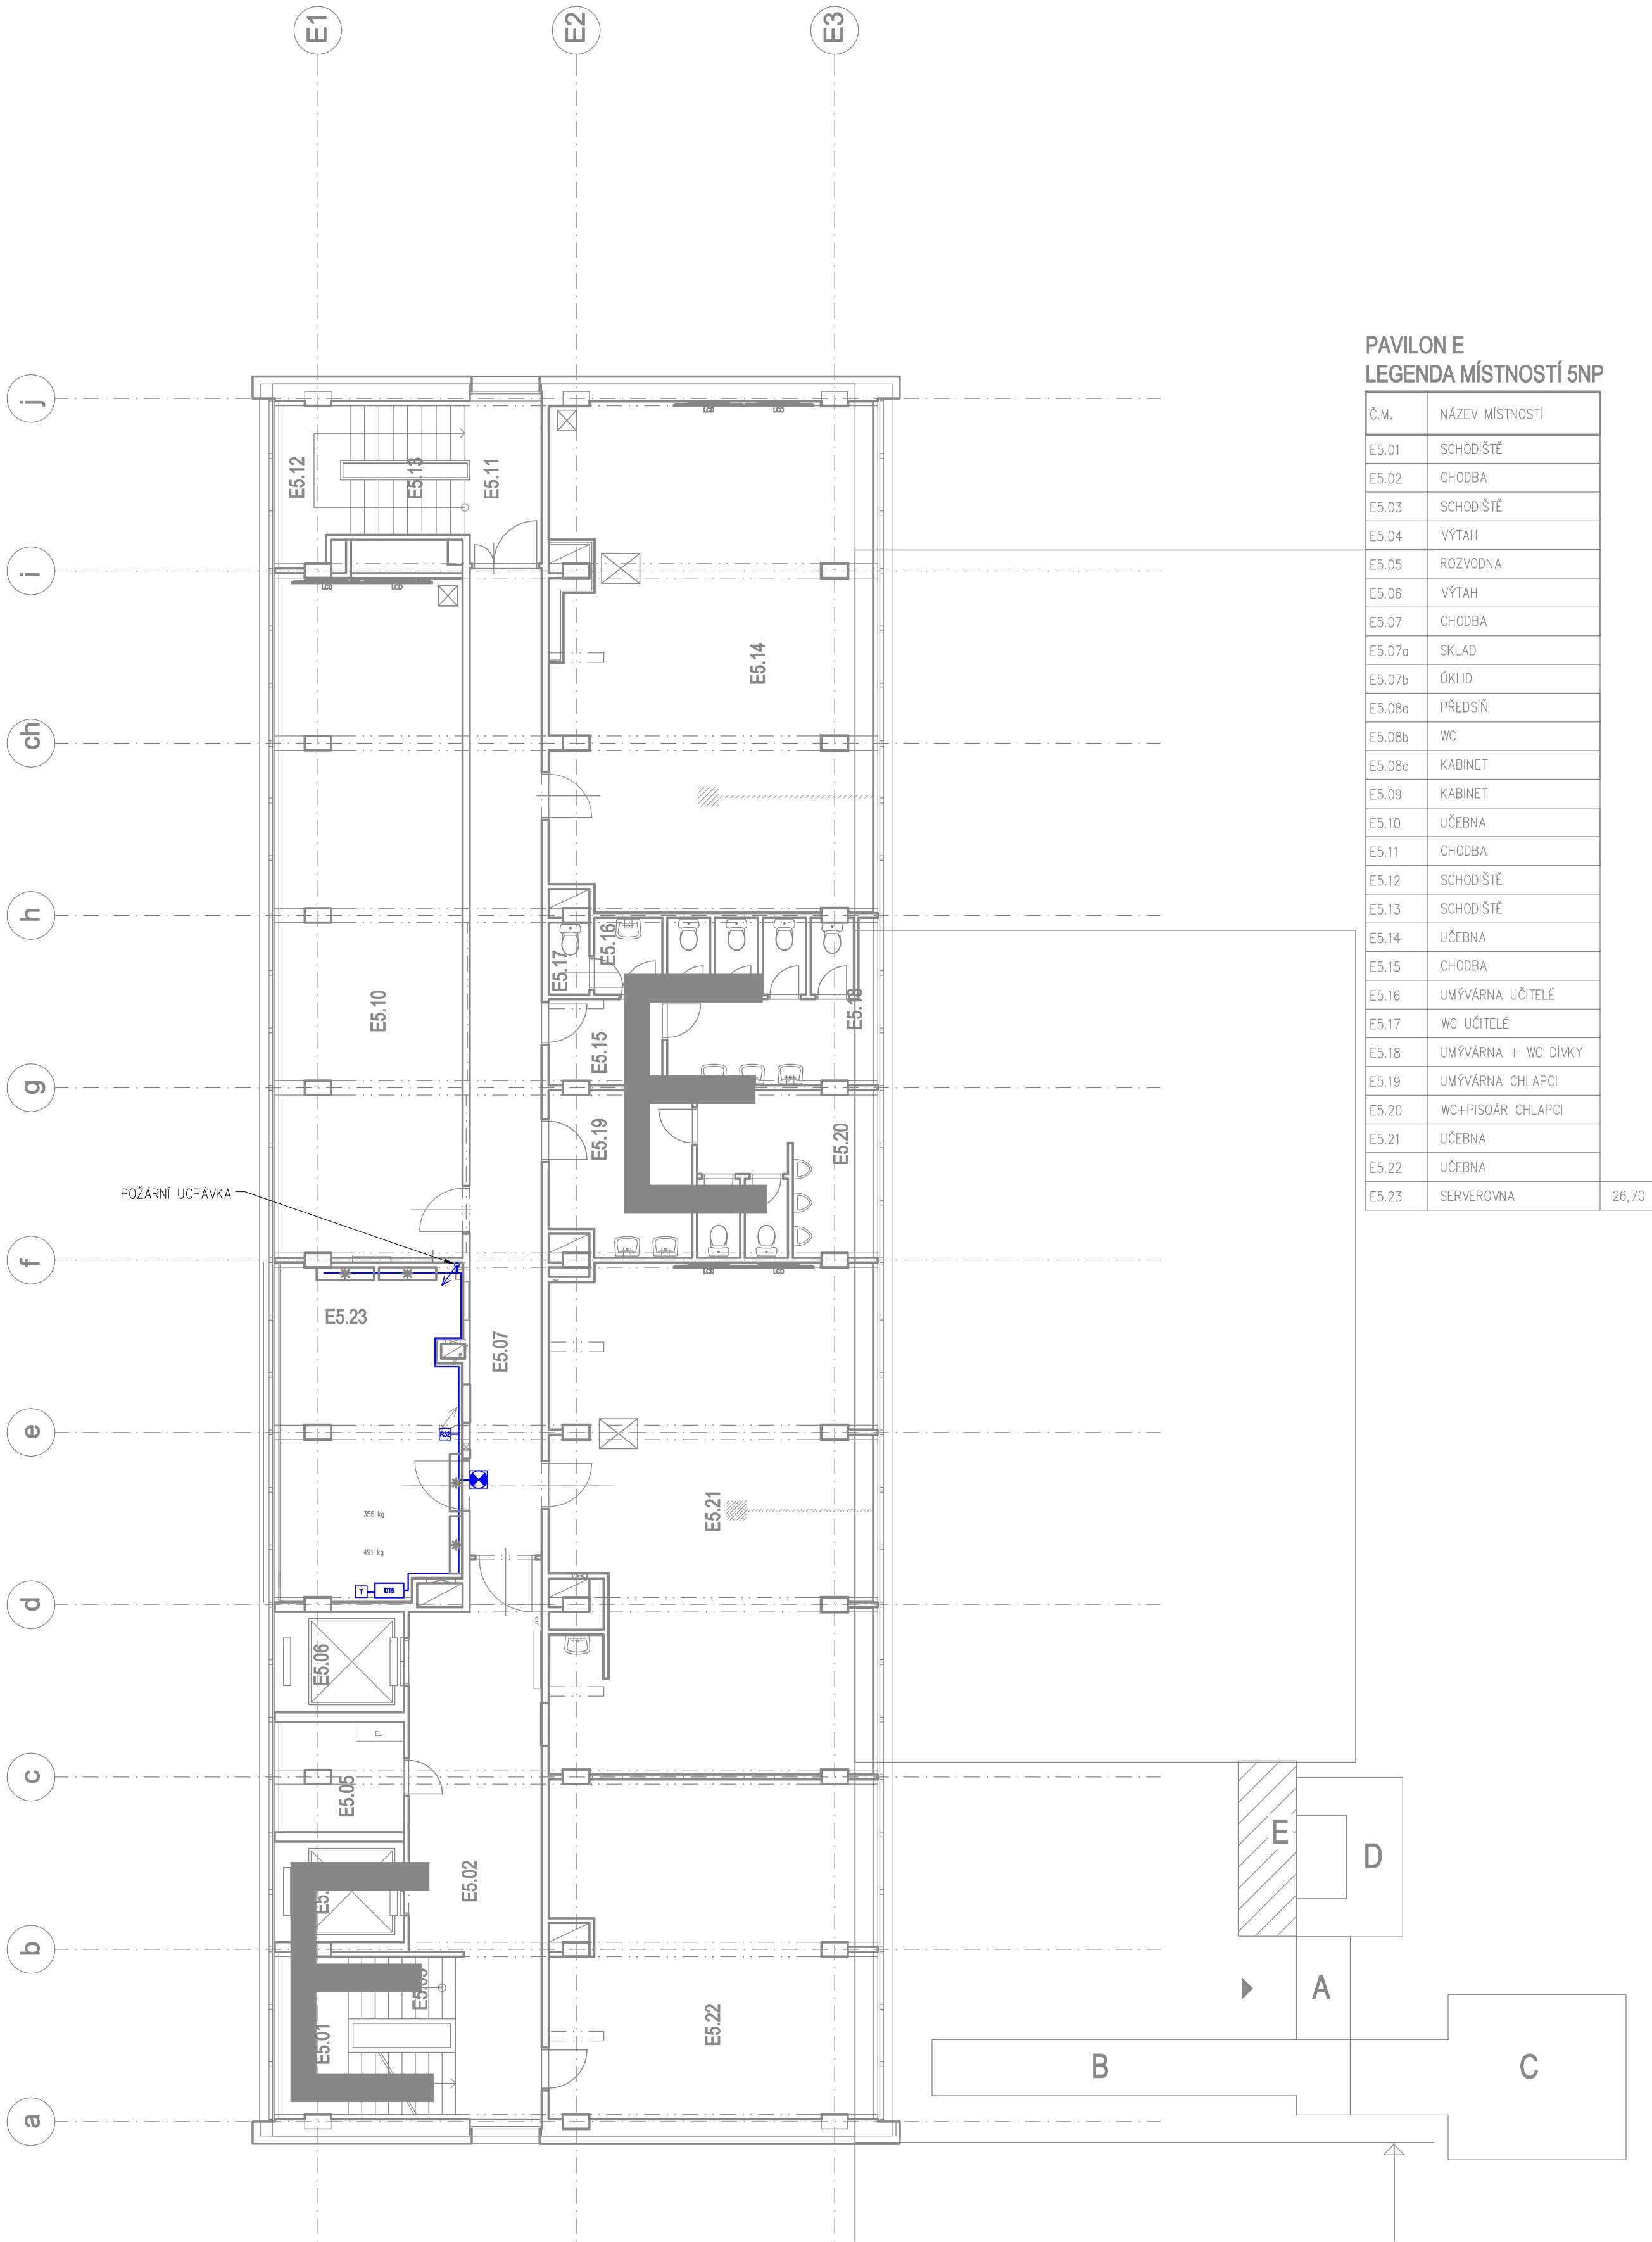 E1
E2
E3
PAVILON E
LEGENDA MÍSTNOSTÍ 5NP
Č.M. NÁZEV MÍSTNOSTÍ
E5.01 SCHODIŠTĚ
E5.02 CHODBA
E5.03 SCHODIŠTĚ
E5.04 VÝTAH
E5.05 ROZVODNA
E5.06 VÝTAH
E5.07 CHODBA
E5.07a SKLAD
E5.07b ÚKLID
E5.08a PŘEDSÍŇ
E5.08b WC
E5.08c KABINET
E5.09 KABINET
E5.10 UČEBNA
E5.11 CHODBA
E5.12 SCHODIŠTĚ
E5.13 SCHODIŠTĚ
E5.14 UČEBNA
E5.15 CHODBA
E5.16 UMÝVÁRNA UČITELÉ
E5.17 WC UČITELÉ
E5.18 UMÝVÁRNA + WC DÍVKY
E5.19 UMÝVÁRNA CHLAPCI
E5.20 WC+PISOÁR CHLAPCI
E5.21 UČEBNA
E5.22 UČEBNA
E5.23 SERVEROVNA 26,70
j
i
ch
h
g
f
e
d
c
b
a
E5.12
E5.13
E5.11
E5.14
E5.10
E5.17
E5.16
E5.18
E5.15
E5.19
E5.20
POŽÁRNÍ UCPÁVKA
E5.23
E5.07
E5.21
355 kg
491 kg
T
DT5
E5.06
EL
E5.05
E5.02
E5.01
E5.22
E
E
E
D
A
B
C